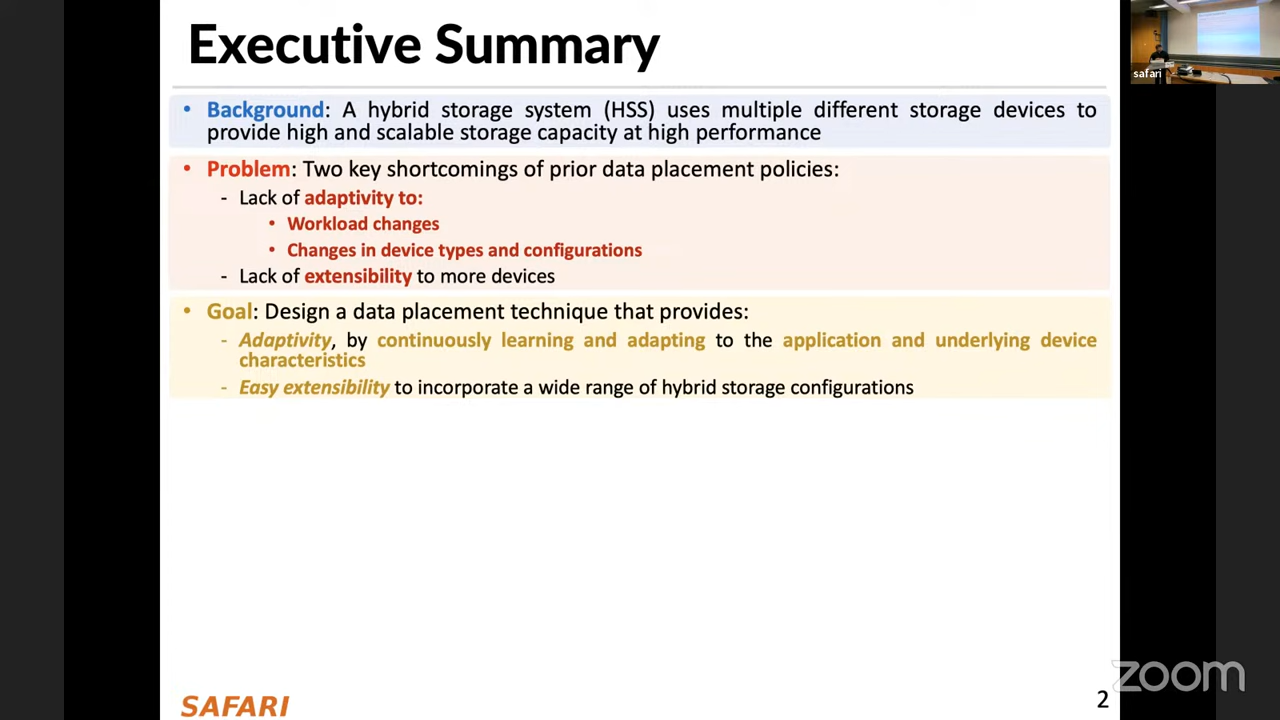 Executive Summary
• Background: A hybrid storage system (HSS) uses multiple different storage devices to
provide high and scalable storage capacity at high performance
• Problem: Two key shortcomings of prior data placement policies:
- Lack of adaptivity to:
• Workload changes
• Changes in device types and configurations
- Lack of extensibility to more devices
• Goal: Design a data placement technique that provides:
- Adaptivity, by continuously learning and adapting to the application and underlying device
characteristics
- Easy extensibility to incorporate a wide range of hybrid storage configurations
SAFARI
2
safari
zoom